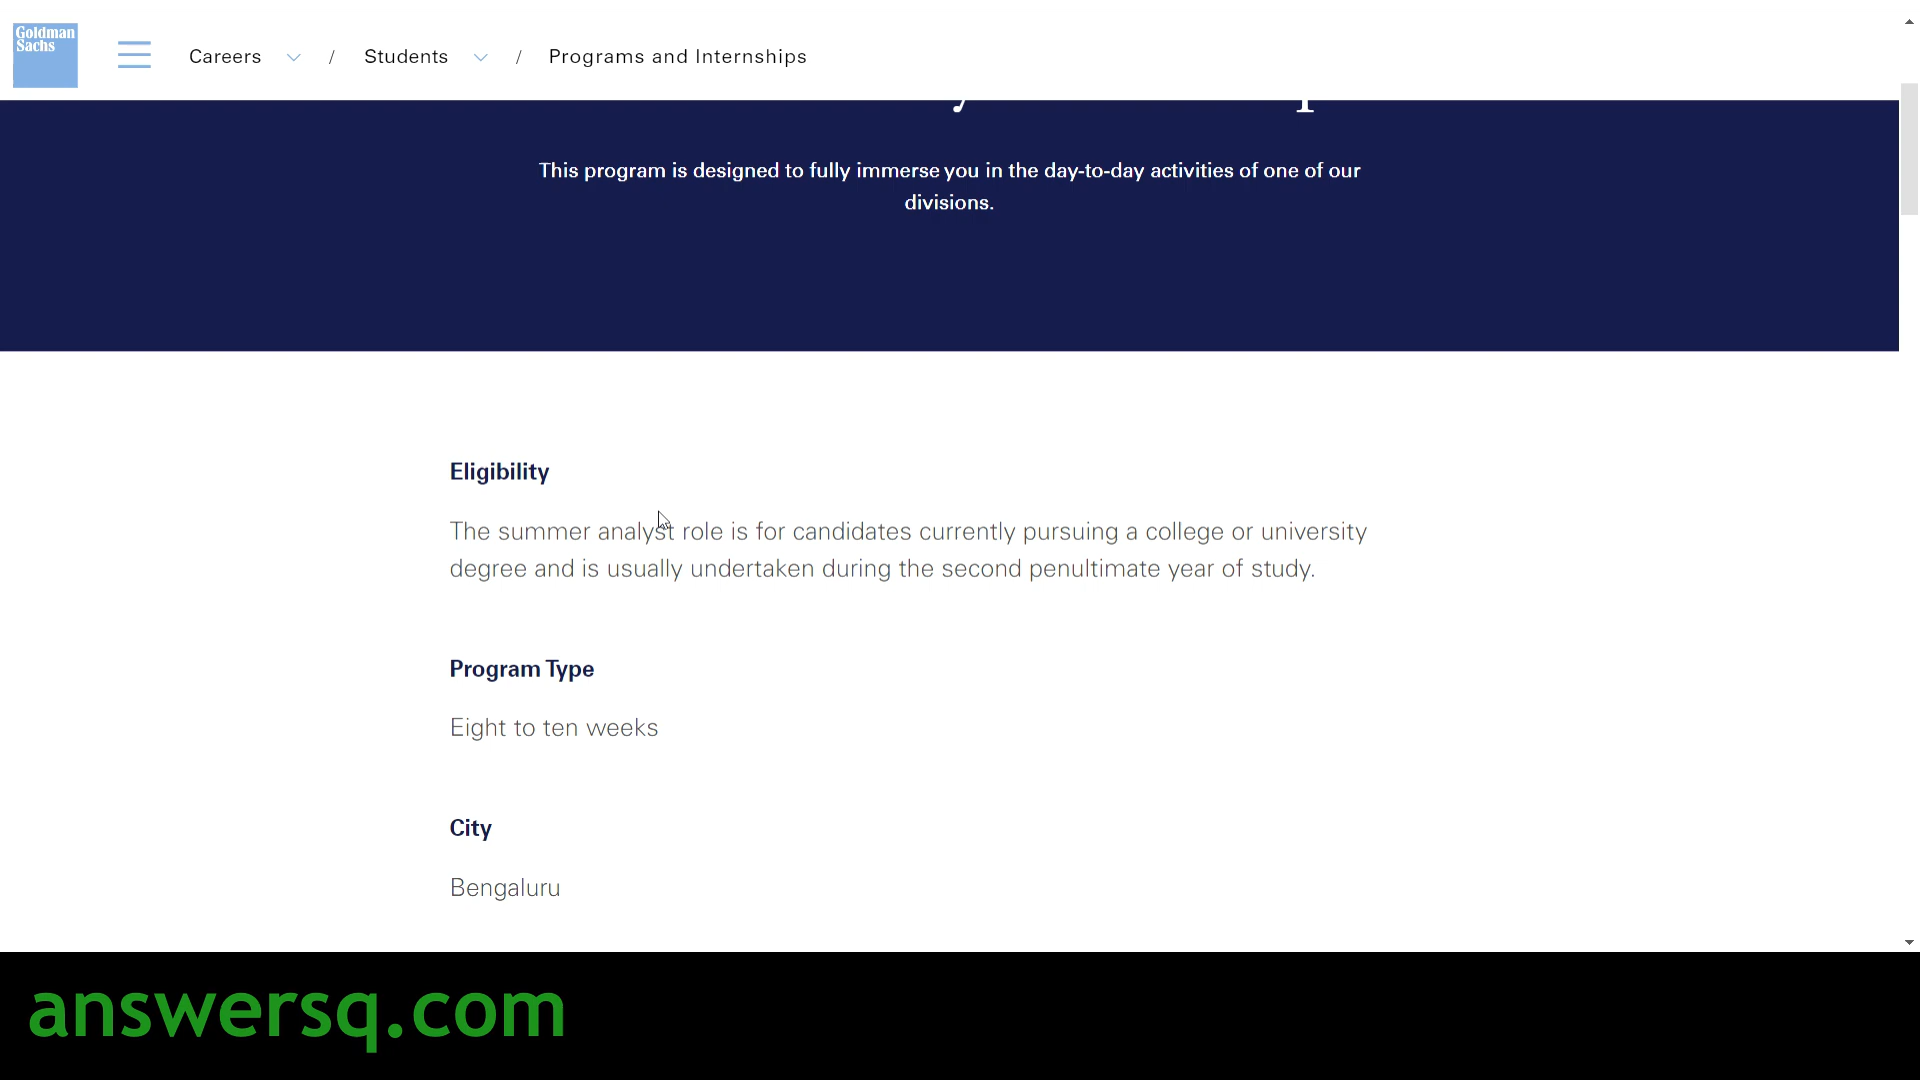 Goldman
Sachs
Careers / Students / Programs and Internships
This program is designed to fully immerse you in the day-to-day activities of one of our
divisions.
Eligibility
The summer analyst role is for candidates currently pursuing a college or university
degree and is usually undertaken during the second penultimate year of study.
Program Type
Eight to ten weeks
City
Bengaluru
answersq.com